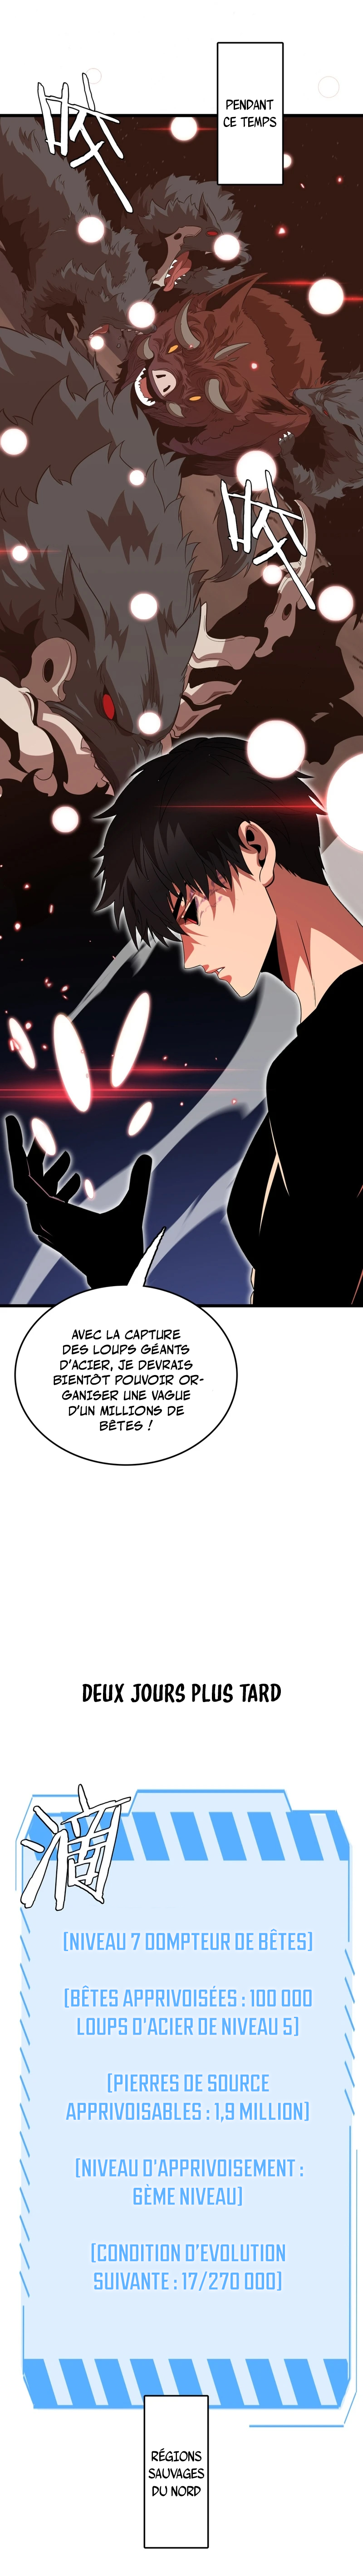 PENDANT
CE TEMPS
吱
吱
AVEC LA CAPTURE
DES LOUPS GÉANTS
D'ACIER, JE DEVRAIS
BIENTÔT POUVOIR OR-
GANISER UNE VAGUE
D'UN MILLIONS DE
BÊTES !
DEUX JOURS PLUS TARD
滴
[NIVEAU 7 DOMPTEUR DE BÊTES]
[BÊTES APPRIVOISÉES : 100 000
LOUPS D'ACIER DE NIVEAU 5]
[PIERRES DE SOURCE
APPRIVOISABLES : 1,9 MILLION]
[NIVEAU D'APPRIVOISEMENT :
6ÈME NIVEAU]
[CONDITION D'EVOLUTION
SUIVANTE : 17/270 000]
RÉGIONS
SAUVAGES
DU NORD